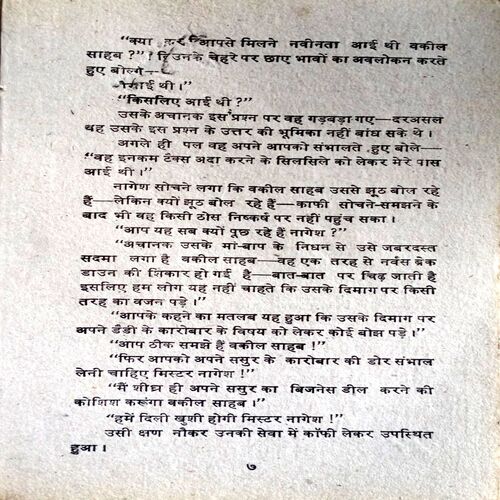 "क्या कल आपसे मिलने नवीनता आई थी वकील
साहब ?" उनके चेहरे पर छाए भावों का अवलोकन करते
हुए बोला—
"आई थी ।"
"किसलिए आई थी ?"
उसके अचानक इस प्रश्न पर वह गड़बड़ा गए—दरअसल
वह उसके इस प्रश्न के उत्तर की भूमिका नहीं बांध सके थे ।
अगले ही पल वह अपने आपको संभालते हुए बोले—
"वह इनकम टैक्स अदा करने के सिलसिले को लेकर मेरे पास
आई थी ।"
नागेश सोचने लगा कि वकील साहब उससे झूठ बोल रहे
हैं—लेकिन क्यों झूठ बोल रहे हैं—काफी सोचने-समझने के
बाद भी वह किसी ठोस निष्कर्ष पर नहीं पहुंच सका ।
"आप यह सब क्यों पूछ रहे हैं नागेश ?"
"अचानक उसके मां-बाप के निधन से उसे जबरदस्त
सदमा लगा है वकील साहब—वह एक तरह से नर्वस ब्रेक
डाउन की शिकार हो गई है—बात-बात पर चिढ़ जाती है
इसलिए हम लोग यह नहीं चाहते कि उसके दिमाग पर किसी
तरह का वजन पड़े ।"
"आपके कहने का मतलब यह हुआ कि उसके दिमाग पर
अपने डैडी के कारोबार के विषय को लेकर कोई बोझ पड़े ।"
"आप ठीक समझे हैं वकील साहब !"
"फिर आपको अपने ससुर के कारोबार की डोर संभाल
लेनी चाहिए मिस्टर नागेश !"
"मैं शीघ्र ही अपने ससुर का बिजनेस डील करने की
कोशिश करूंगा वकील साहब ।"
"हमें दिली खुशी होगी मिस्टर नागेश !"
उसी क्षण नौकर उनकी सेवा में कॉफी लेकर उपस्थित
हुआ ।
७